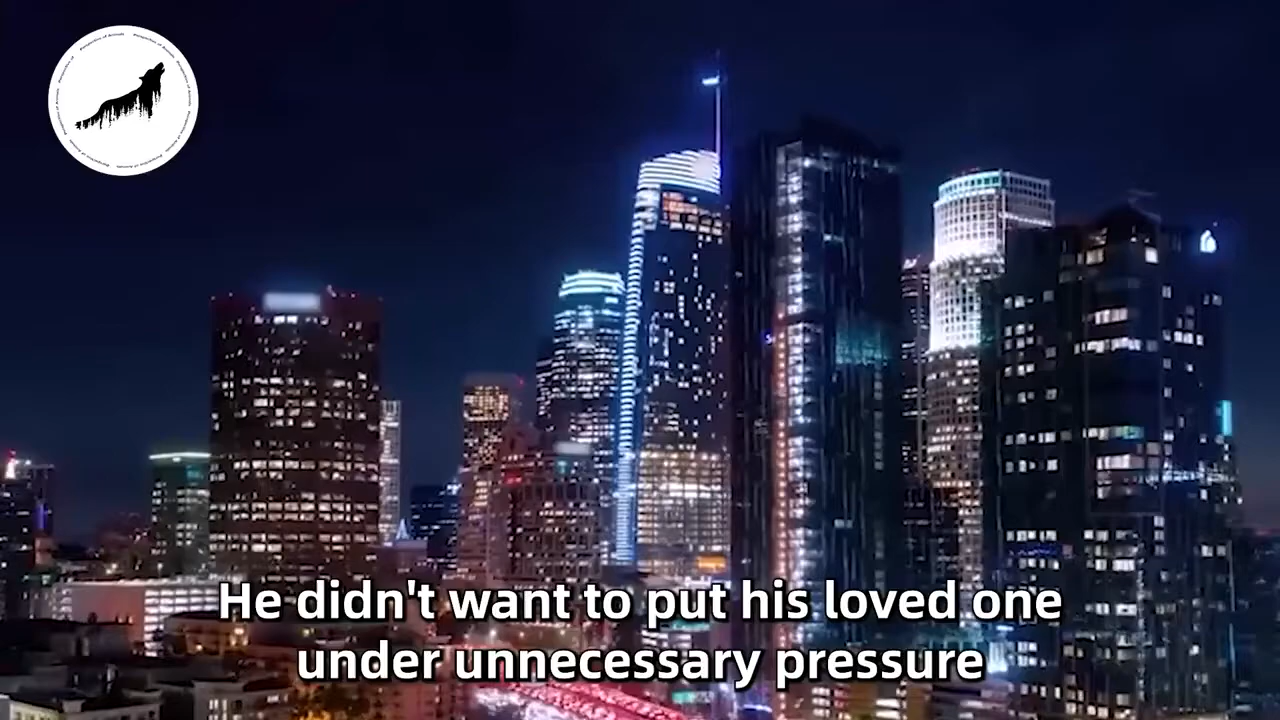 He didn't want to put his loved one
under unnecessary pressure